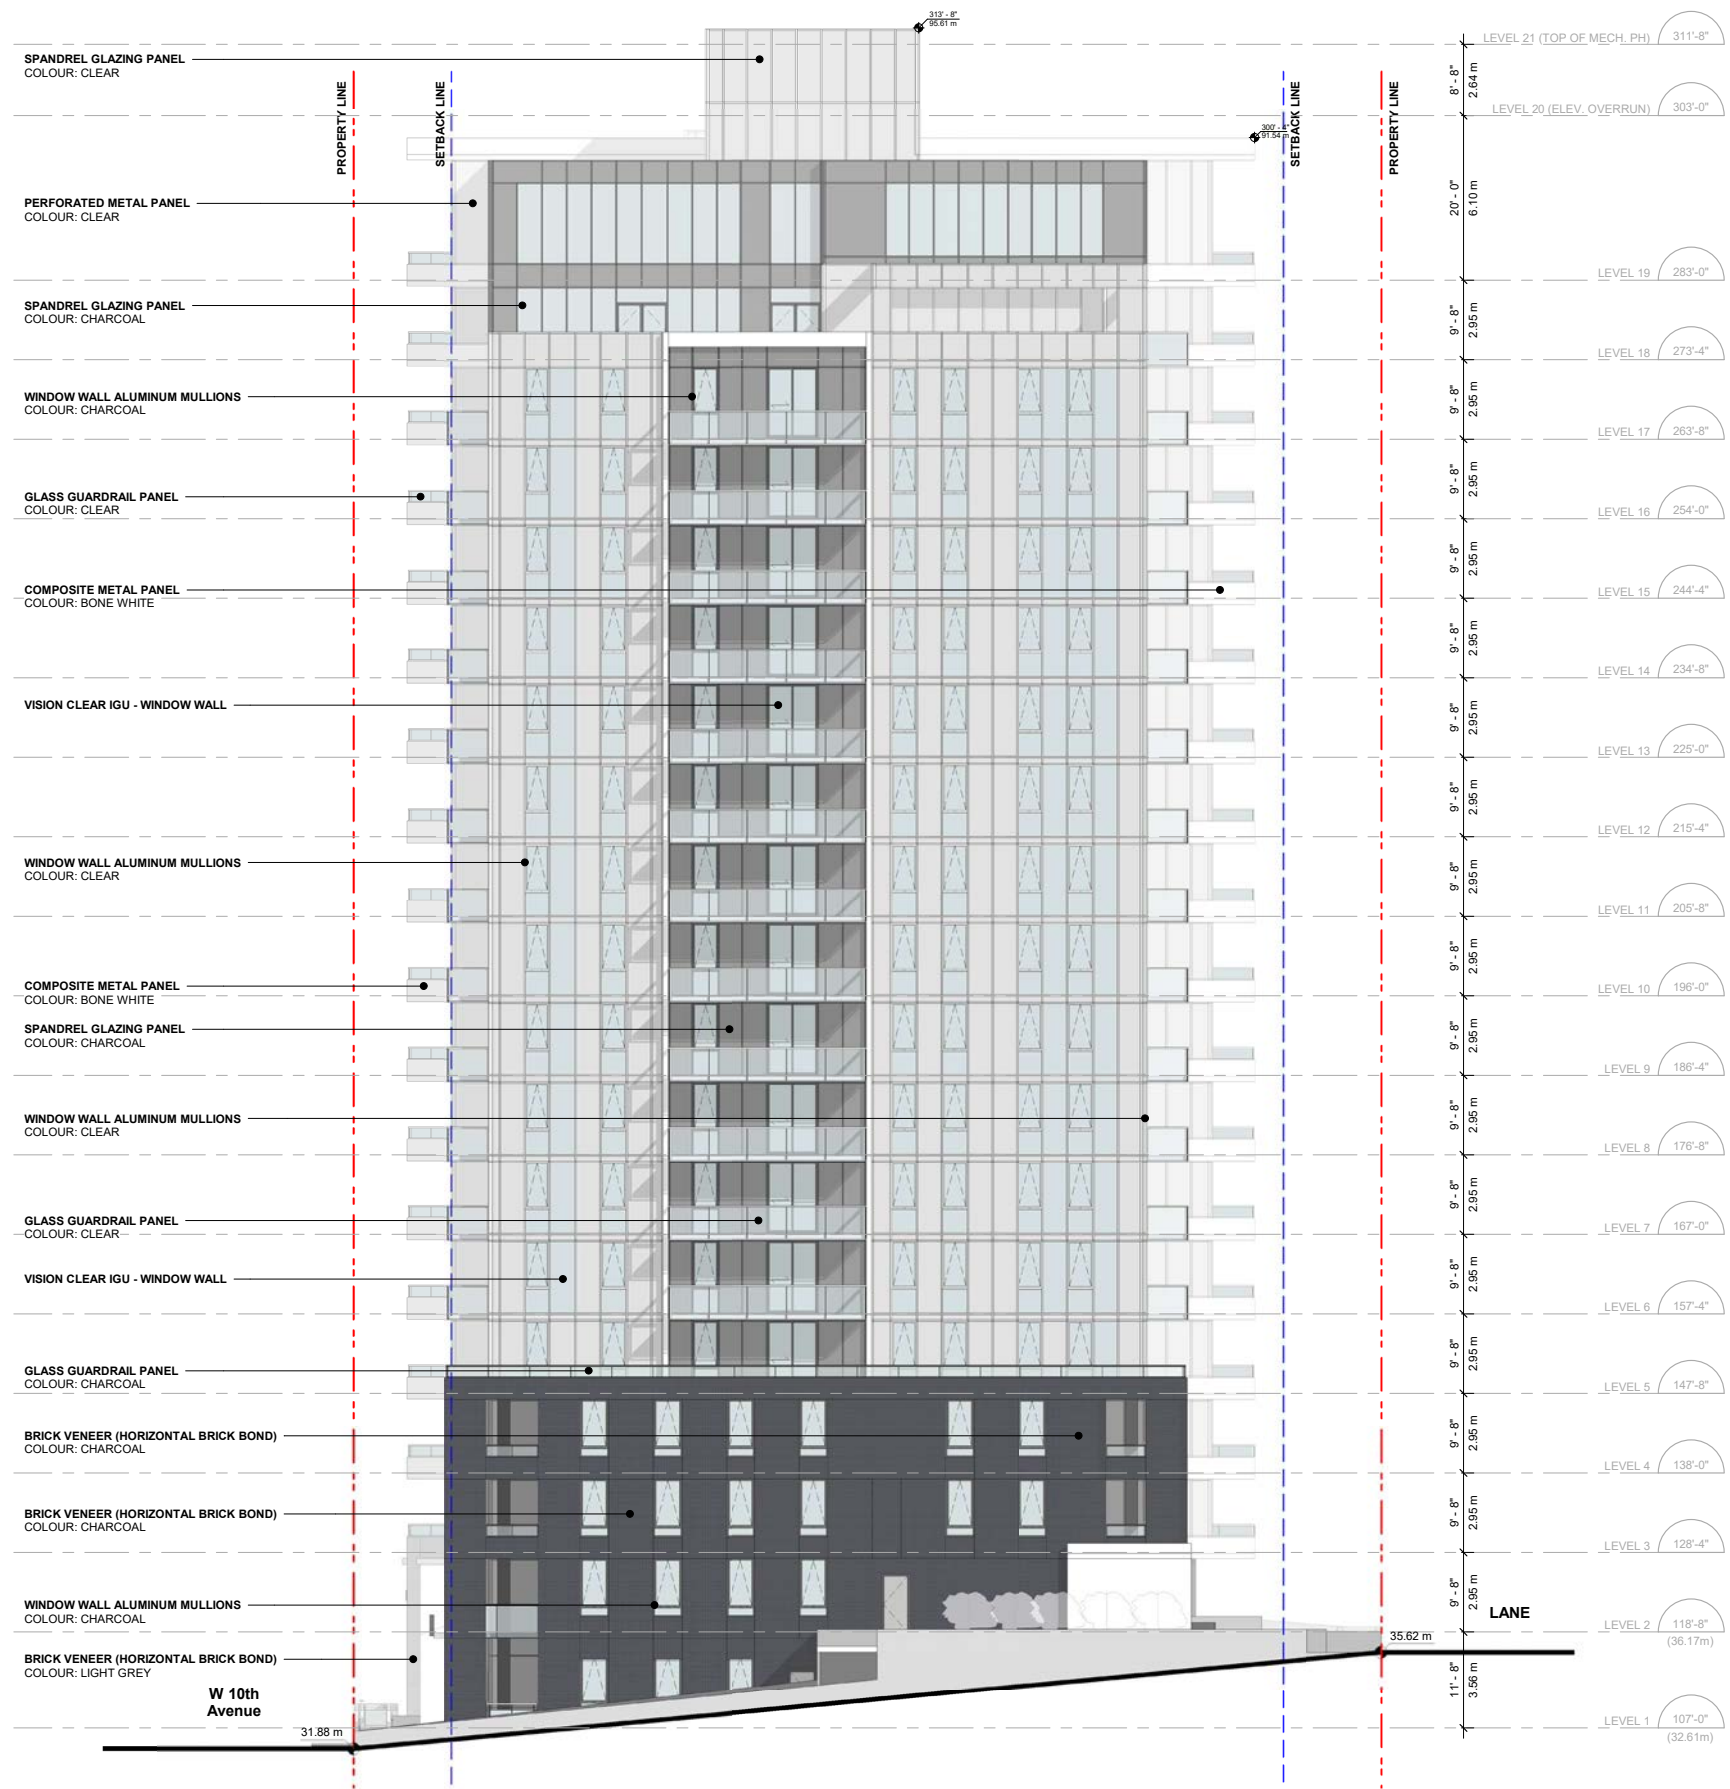 313' - 8"
95.61 m
LEVEL 21 (TOP OF MECH. PH)
311'-8"
SPANDREL GLAZING PANEL
COLOUR: CLEAR
8' - 8"
2.64 m
PROPERTY LINE
SETBACK LINE
SETBACK LINE
PROPERTY LINE
LEVEL 20 (ELEV. OVERRUN)
303'-0"
300' - 4"
91.54 m
PERFORATED METAL PANEL
COLOUR: CLEAR
20' - 0"
6.10 m
LEVEL 19
283'-0"
SPANDREL GLAZING PANEL
COLOUR: CHARCOAL
9' - 8"
2.95 m
LEVEL 18
273'-4"
WINDOW WALL ALUMINUM MULLIONS
COLOUR: CHARCOAL
9' - 8"
2.95 m
LEVEL 17
263'-8"
GLASS GUARDRAIL PANEL
COLOUR: CLEAR
9' - 8"
2.95 m
LEVEL 16
254'-0"
COMPOSITE METAL PANEL
COLOUR: BONE WHITE
9' - 8"
2.95 m
LEVEL 15
244'-4"
9' - 8"
2.95 m
LEVEL 14
234'-8"
VISION CLEAR IGU - WINDOW WALL
9' - 8"
2.95 m
LEVEL 13
225'-0"
9' - 8"
2.95 m
LEVEL 12
215'-4"
WINDOW WALL ALUMINUM MULLIONS
COLOUR: CLEAR
9' - 8"
2.95 m
LEVEL 11
205'-8"
9' - 8"
2.95 m
COMPOSITE METAL PANEL
COLOUR: BONE WHITE
LEVEL 10
196'-0"
SPANDREL GLAZING PANEL
COLOUR: CHARCOAL
9' - 8"
2.95 m
LEVEL 9
186'-4"
WINDOW WALL ALUMINUM MULLIONS
COLOUR: CLEAR
9' - 8"
2.95 m
LEVEL 8
176'-8"
9' - 8"
2.95 m
GLASS GUARDRAIL PANEL
COLOUR: CLEAR
LEVEL 7
167'-0"
VISION CLEAR IGU - WINDOW WALL
9' - 8"
2.95 m
LEVEL 6
157'-4"
9' - 8"
2.95 m
GLASS GUARDRAIL PANEL
COLOUR: CHARCOAL
LEVEL 5
147'-8"
BRICK VENEER (HORIZONTAL BRICK BOND)
COLOUR: CHARCOAL
9' - 8"
2.95 m
LEVEL 4
138'-0"
BRICK VENEER (HORIZONTAL BRICK BOND)
COLOUR: CHARCOAL
9' - 8"
2.95 m
LEVEL 3
128'-4"
WINDOW WALL ALUMINUM MULLIONS
COLOUR: CHARCOAL
9' - 8"
2.95 m
LANE
LEVEL 2
118'-8"
(36.17m)
35.62 m
BRICK VENEER (HORIZONTAL BRICK BOND)
COLOUR: LIGHT GREY
11' - 8"
3.56 m
W 10th
Avenue
31.88 m
LEVEL 1
107'-0"
(32.61m)